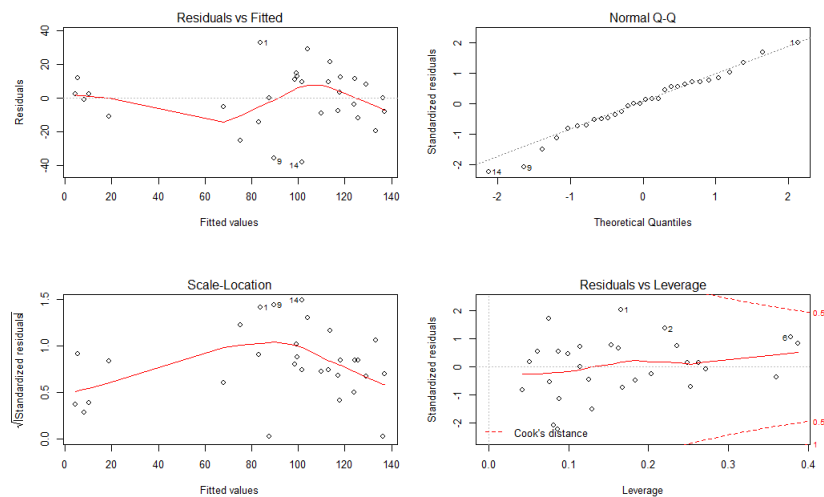 Residuals vs Fitted
Residuals
40
20
0
-20
-40
1
9
14
0 20 40 60 80 100 120 140
Fitted values
Normal Q-Q
Standardized residuals
2
1
0
-1
-2
1
9
14
-2 -1 0 1 2
Theoretical Quantiles
Scale-Location
√|Standardized residuals|
1.5
1.0
0.5
0.0
14
1
9
0 20 40 60 80 100 120 140
Fitted values
Residuals vs Leverage
Standardized residuals
2
1
0
-1
-2
1
2
6
0.5
0.5
1
Cook's distance
0.0 0.1 0.2 0.3 0.4
Leverage